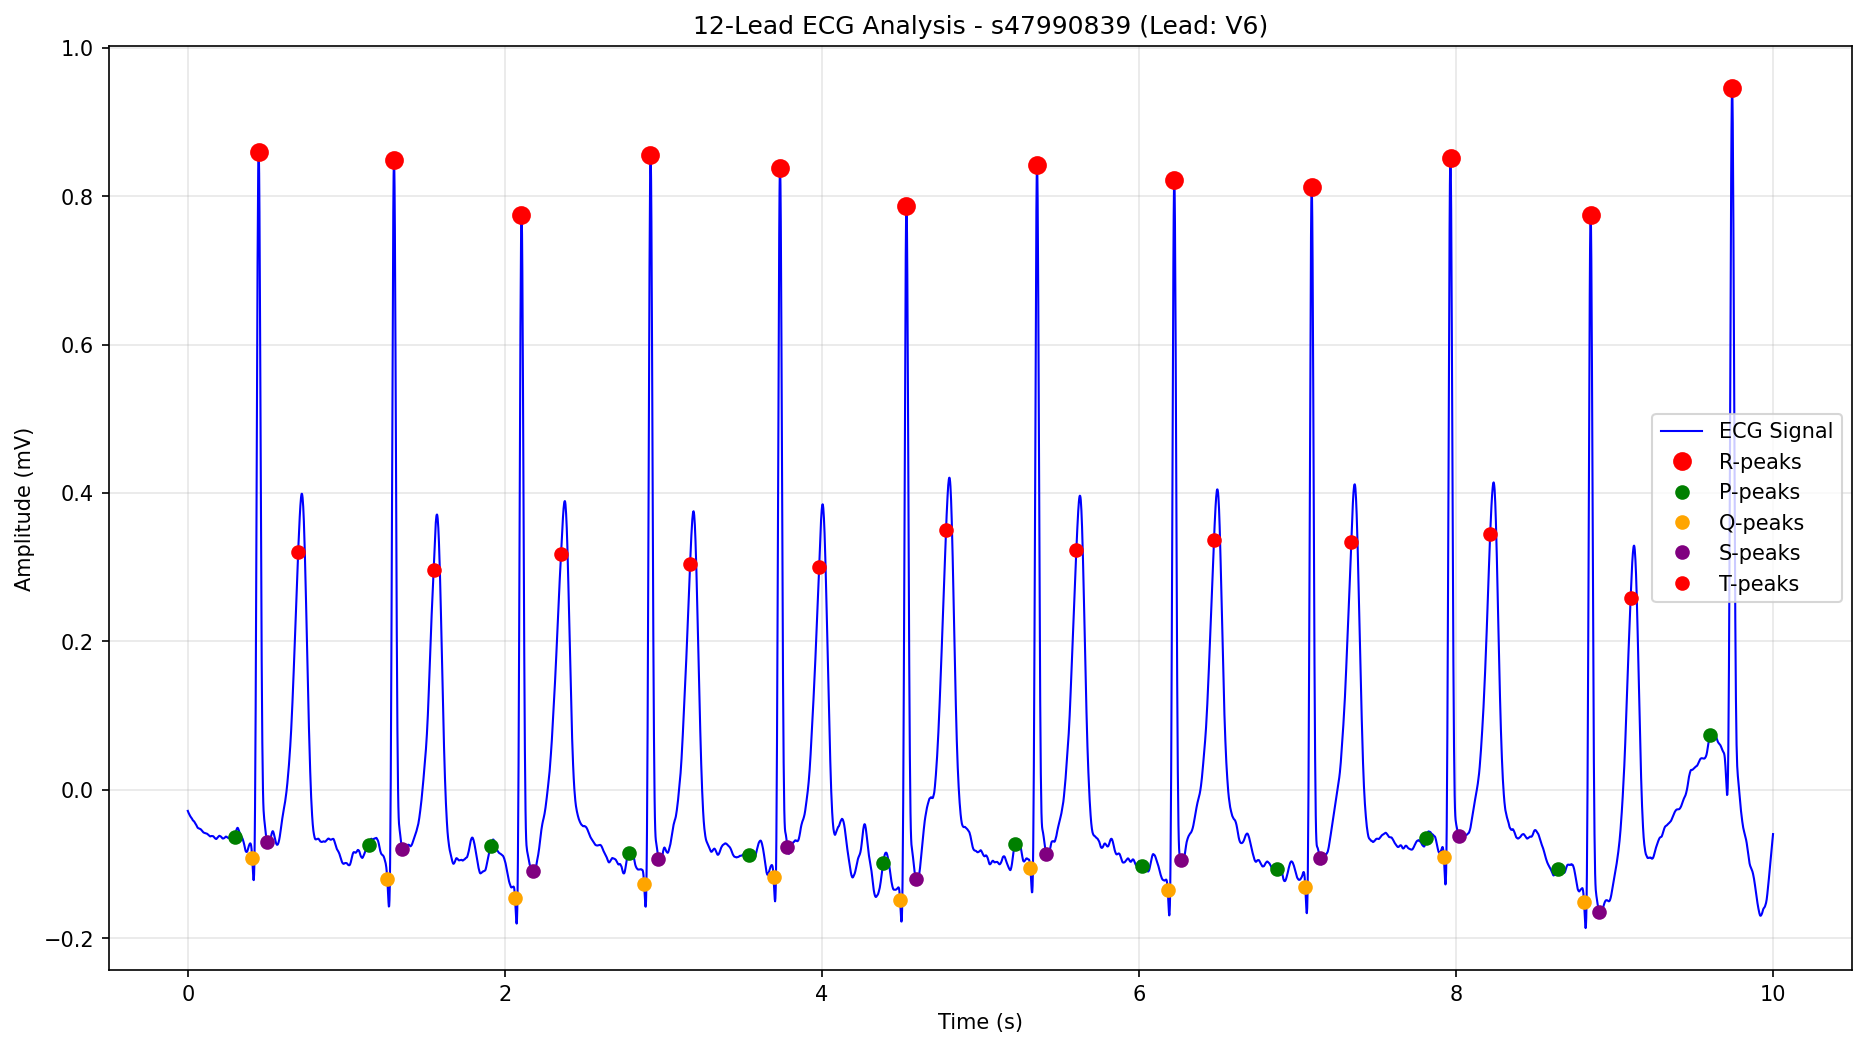 12-Lead ECG Analysis - s47990839 (Lead: V6)
Amplitude (mV)
1.0
0.8
0.6
0.4
0.2
0.0
−0.2
ECG Signal
R-peaks
P-peaks
Q-peaks
S-peaks
T-peaks
0 2 4 6 8 10
Time (s)